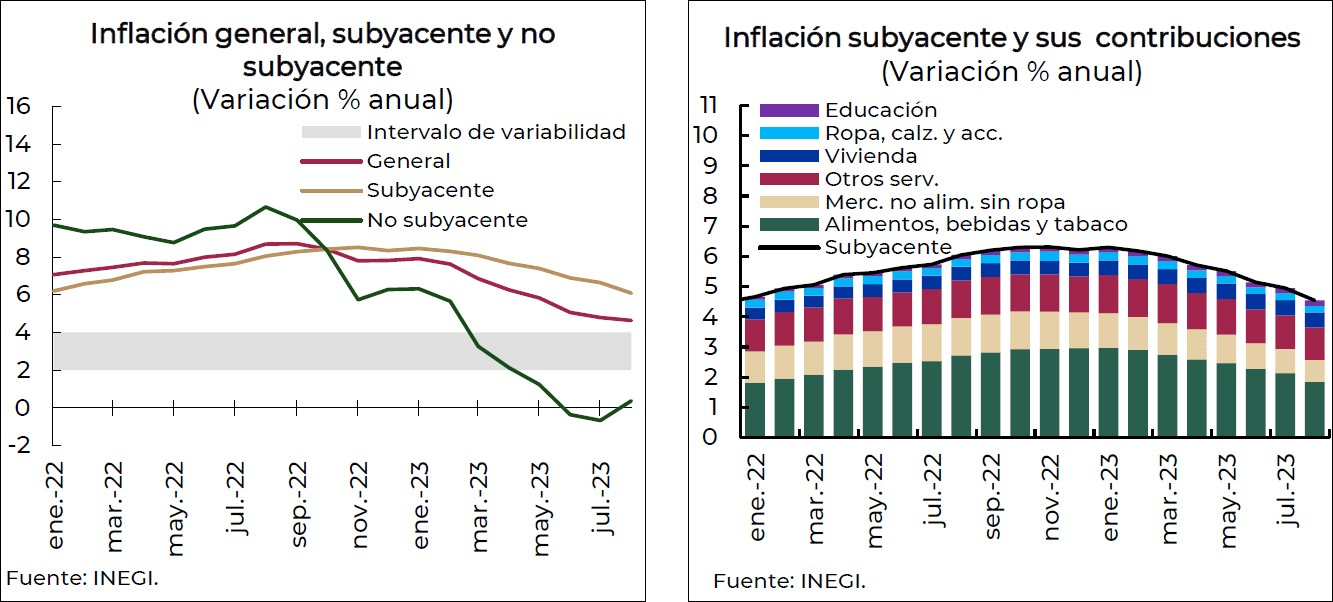 Inflación general, subyacente y no
subyacente
(Variación % anual)
16
14
12
10
8
6
4
2
0
-2
Intervalo de variabilidad
General
Subyacente
No subyacente
ene.-22
mar.-22
may.-22
jul.-22
sep.-22
nov.-22
ene.-23
mar.-23
may.-23
jul.-23
Fuente: INEGI.
Inflación subyacente y sus contribuciones
(Variación % anual)
11
10
9
8
7
6
5
4
3
2
1
0
Educación
Ropa, calz. y acc.
Vivienda
Otros serv.
Merc. no alim. sin ropa
Alimentos, bebidas y tabaco
Subyacente
ene.-22
mar.-22
may.-22
jul.-22
sep.-22
nov.-22
ene.-23
mar.-23
may.-23
jul.-23
Fuente: INEGI.